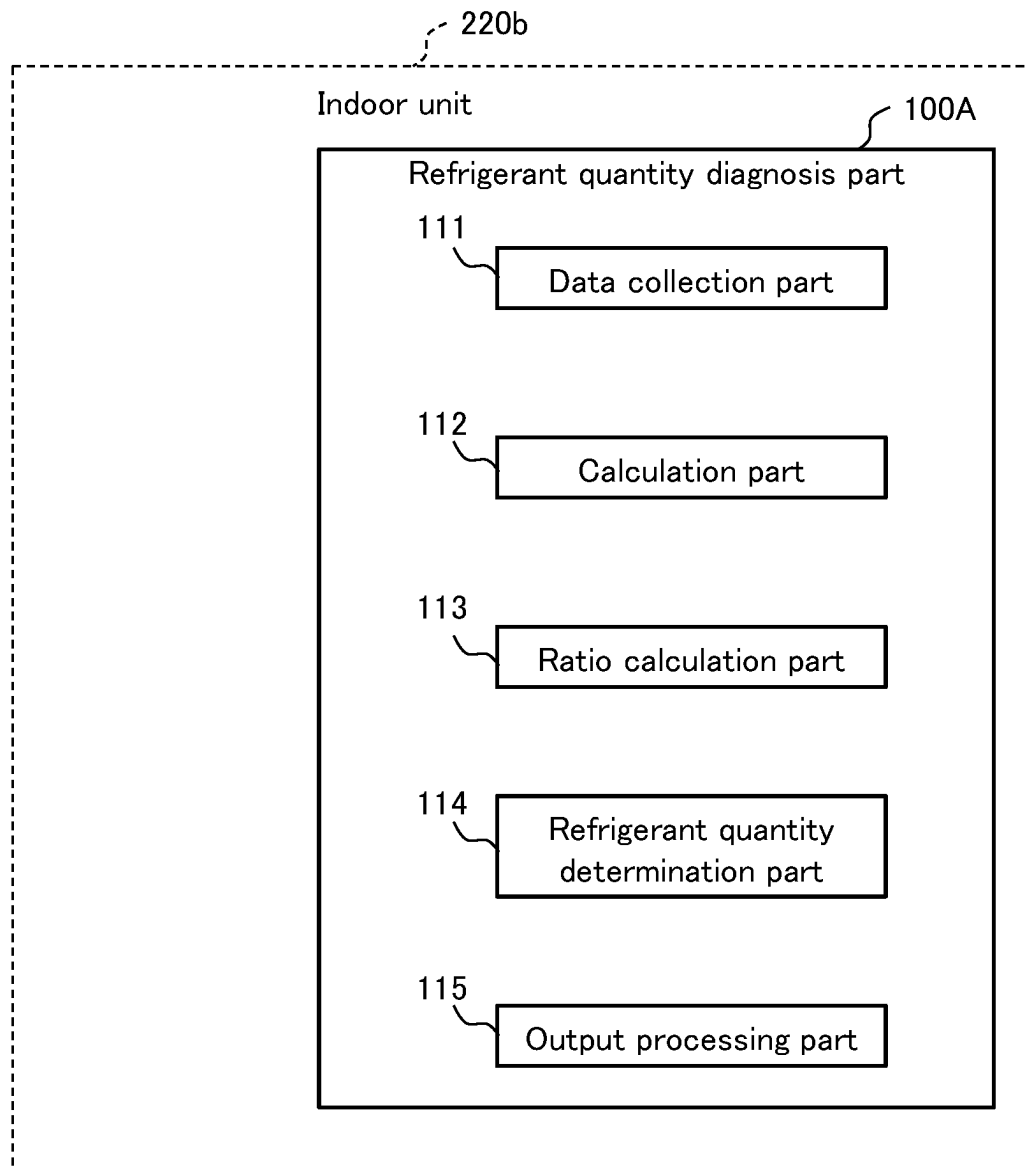 220b
Indoor unit
100A
Refrigerant quantity diagnosis part
111
Data collection part
112
Calculation part
113
Ratio calculation part
114
Refrigerant quantity
determination part
115
Output processing part